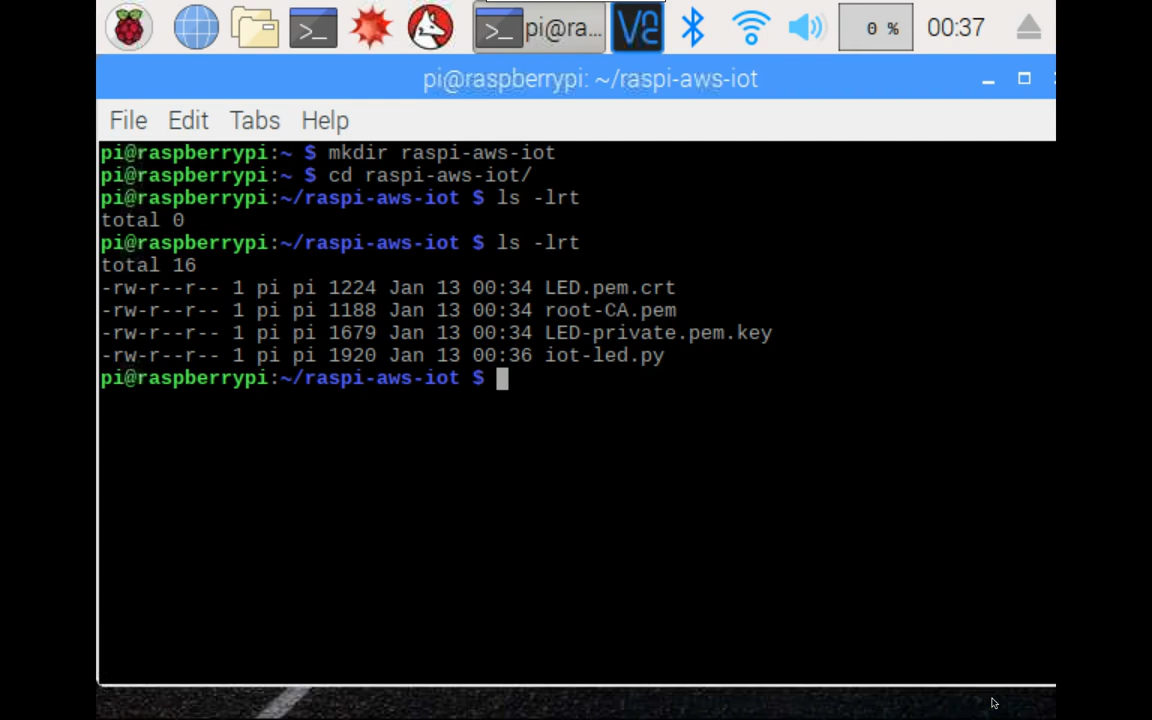 pi@ra...
0 %
00:37
pi@raspberrypi: ~/raspi-aws-iot
File Edit Tabs Help
pi@raspberrypi:~ $ mkdir raspi-aws-iot
pi@raspberrypi:~ $ cd raspi-aws-iot/
pi@raspberrypi:~/raspi-aws-iot $ ls -lrt
total 0
pi@raspberrypi:~/raspi-aws-iot $ ls -lrt
total 16
-rw-r--r-- 1 pi pi 1224 Jan 13 00:34 LED.pem.crt
-rw-r--r-- 1 pi pi 1188 Jan 13 00:34 root-CA.pem
-rw-r--r-- 1 pi pi 1679 Jan 13 00:34 LED-private.pem.key
-rw-r--r-- 1 pi pi 1920 Jan 13 00:36 iot-led.py
pi@raspberrypi:~/raspi-aws-iot $